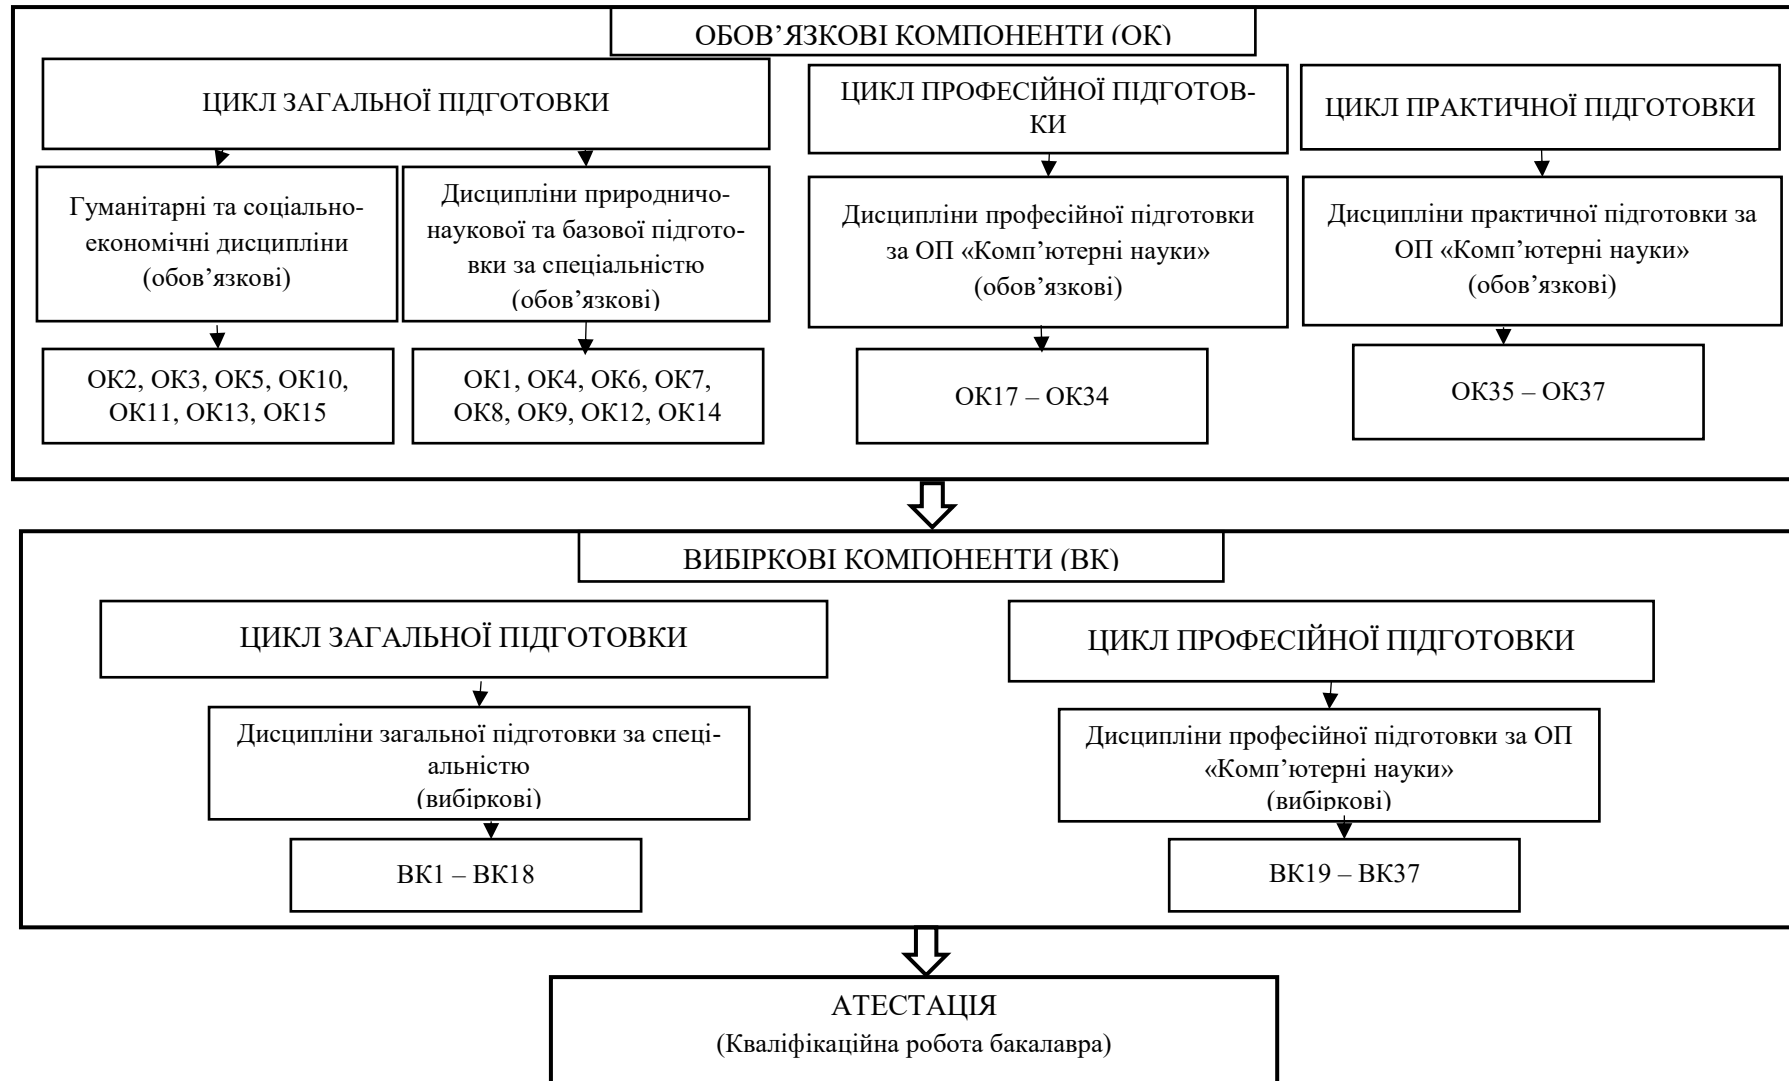 ОБОВ’ЯЗКОВІ КОМПОНЕНТИ (ОК)
ЦИКЛ ЗАГАЛЬНОЇ ПІДГОТОВКИ
ЦИКЛ ПРОФЕСІЙНОЇ ПІДГОТОВ-
КИ
ЦИКЛ ПРАКТИЧНОЇ ПІДГОТОВКИ
Гуманітарні та соціально-
економічні дисципліни
(обов’язкові)
Дисципліни природничо-
наукової та базової підгото-
вки за спеціальністю
(обов’язкові)
Дисципліни професійної підготовки
за ОП «Комп’ютерні науки»
(обов’язкові)
Дисципліни практичної підготовки за
ОП «Комп’ютерні науки»
(обов’язкові)
ОК2, ОК3, ОК5, ОК10,
ОК11, ОК13, ОК15
ОК1, ОК4, ОК6, ОК7,
ОК8, ОК9, ОК12, ОК14
ОК17 – ОК34
ОК35 – ОК37
ВИБІРКОВІ КОМПОНЕНТИ (ВК)
ЦИКЛ ЗАГАЛЬНОЇ ПІДГОТОВКИ
ЦИКЛ ПРОФЕСІЙНОЇ ПІДГОТОВКИ
Дисципліни загальної підготовки за спеці-
альністю
(вибіркові)
Дисципліни професійної підготовки за ОП
«Комп’ютерні науки»
(вибіркові)
ВК1 – ВК18
ВК19 – ВК37
АТЕСТАЦІЯ
(Кваліфікаційна робота бакалавра)